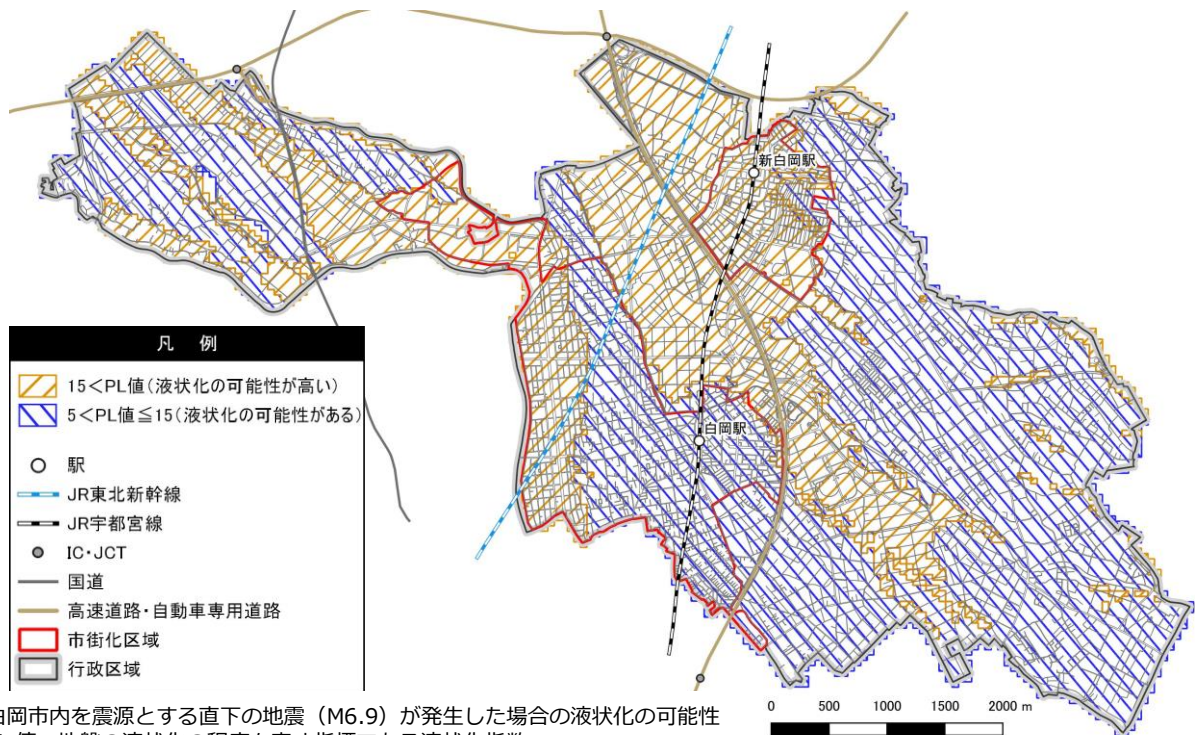 新白岡駅
白岡駅
凡 例
15<PL値(液状化の可能性が高い)
5<PL値≦15(液状化の可能性がある)
駅
JR東北新幹線
JR宇都宮線
IC・JCT
国道
高速道路・自動車専用道路
市街化区域
行政区域
岡市内を震源とする直下の地震（M6.9）が発生した場合の液状化の可能性
0 500 1000 1500 2000 m